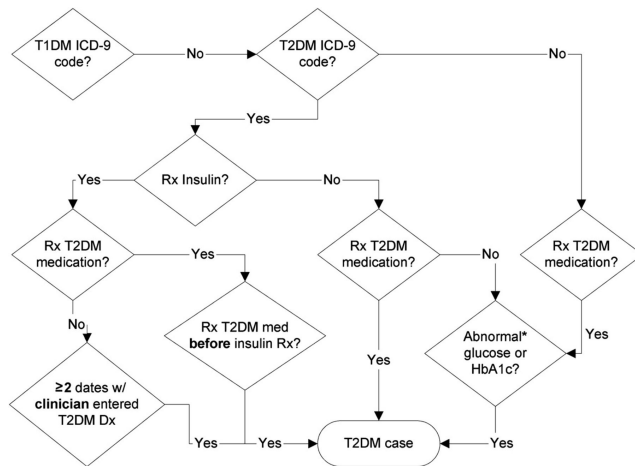 T1DM ICD-9
code?
No
T2DM ICD-9
code?
No
Yes
Rx Insulin?
Yes
No
Rx T2DM
medication?
Yes
Rx T2DM
medication?
No
Rx T2DM
medication?
No
Rx T2DM med
before insulin Rx?
Yes
Abnormal*
glucose or
HbA1c?
Yes
≥2 dates w/
clinician entered
T2DM Dx
Yes
Yes
T2DM case
Yes